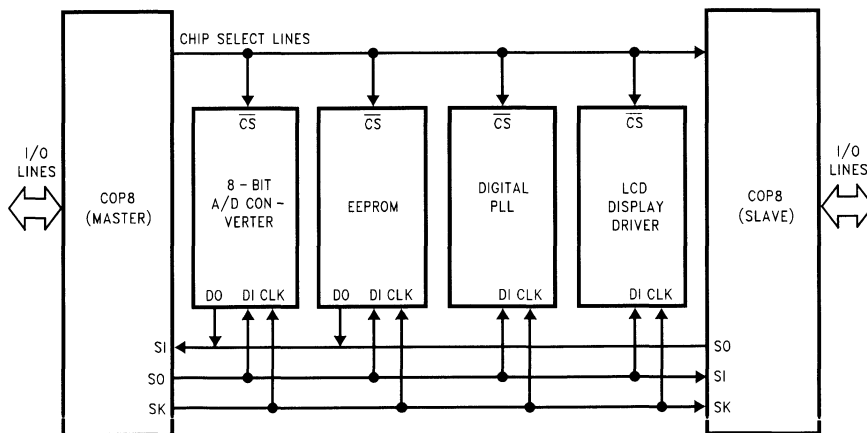 CHIP SELECT LINES
I/O
LINES
COP8
(MASTER)
CS
8 - BIT
A/D CON -
VERTER
DO DI CLK
CS
EEPROM
DO DI CLK
CS
DIGITAL
PLL
DI CLK
CS
LCD
DISPLAY
DRIVER
DI CLK
COP8
(SLAVE)
I/O
LINES
SI
SO
SK
SO
SI
SK